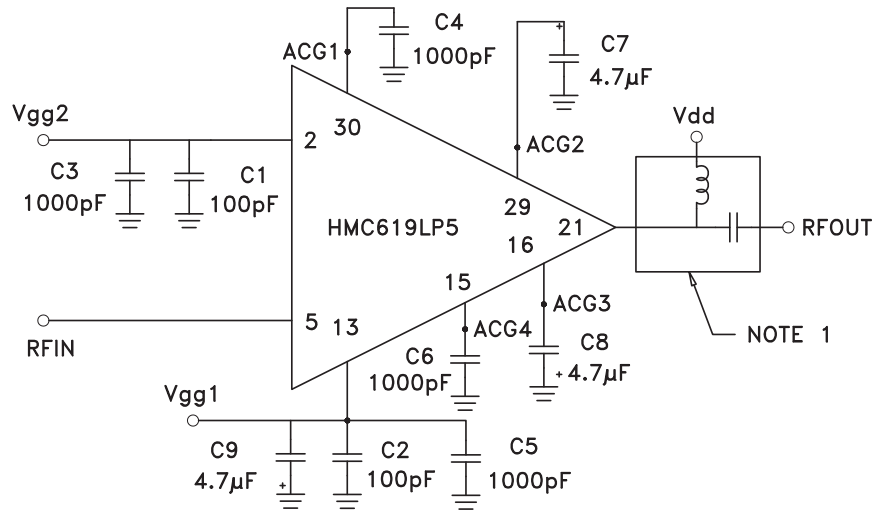 C4
1000pF
ACG1
C7
4.7µF
+
Vgg2
30
2
ACG2
Vdd
C3
1000pF
C1
100pF
29
21
HMC619LP5
16
RFOUT
15
ACG3
5
13
ACG4
RFIN
C6
1000pF
C8
+4.7µF
NOTE 1
Vgg1
C9
4.7µF
+
C2
100pF
C5
1000pF